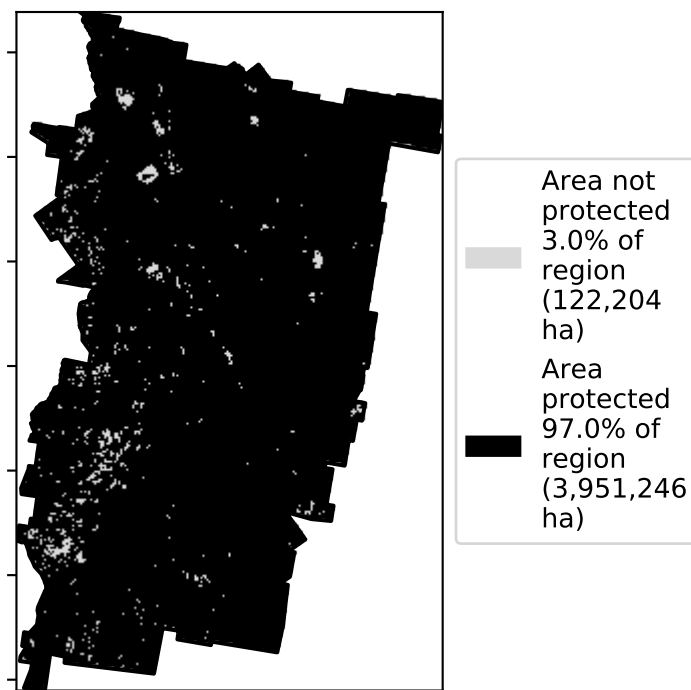 Area not
protected
3.0% of
region
(122,204
ha)
Area
protected
97.0% of
region
(3,951,246
ha)